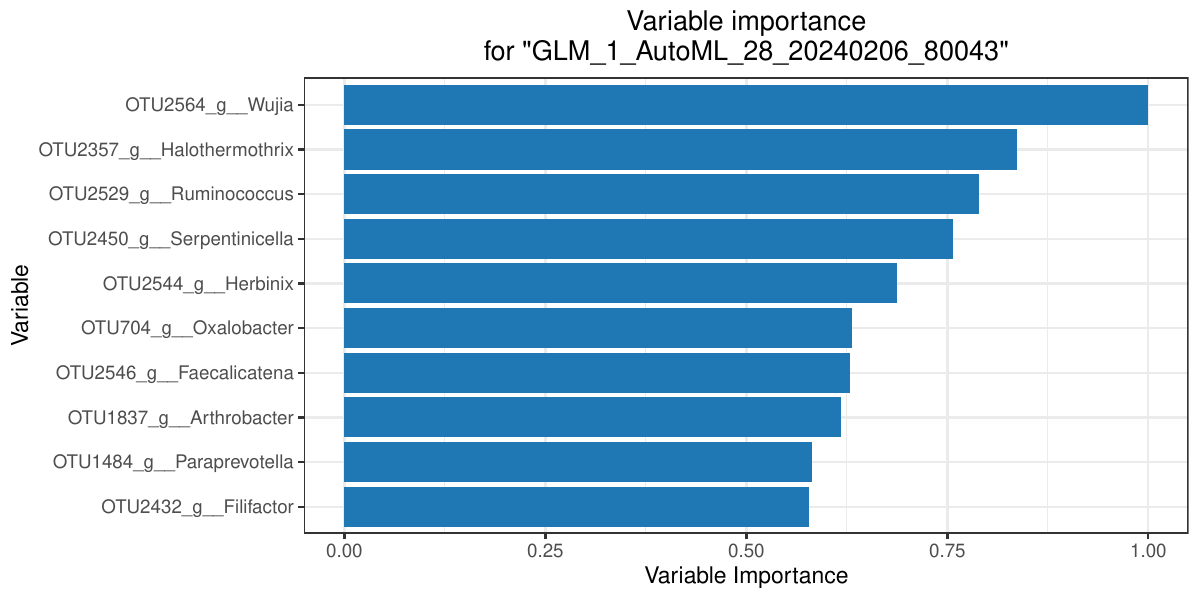 Variable importance
for "GLM_1_AutoML_28_20240206_80043"
Variable
OTU2564_g__Wujia
OTU2357_g__Halothermothrix
OTU2529_g__Ruminococcus
OTU2450_g__Serpentinicella
OTU2544_g__Herbinix
OTU704_g__Oxalobacter
OTU2546_g__Faecalicatena
OTU1837_g__Arthrobacter
OTU1484_g__Paraprevotella
OTU2432_g__Filifactor
0.00 0.25 0.50 0.75 1.00
Variable Importance